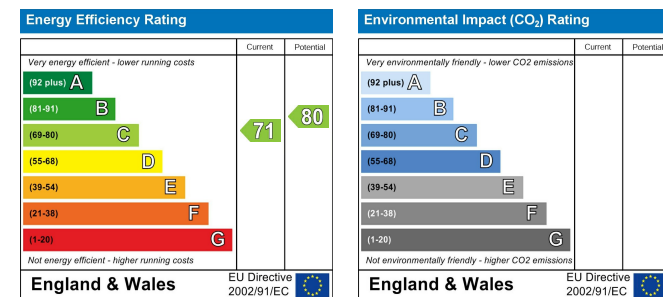 Energy Efficiency Rating
Current Potential
Very energy efficient - lower running costs
(92 plus) A
(81-91) B
(69-80) C
(55-68) D
(39-54) E
(21-38) F
(1-20) G
71
80
Not energy efficient - higher running costs
England & Wales
EU Directive
2002/91/EC
Environmental Impact (CO₂) Rating
Current Potential
Very environmentally friendly - lower CO2 emissions
(92 plus) A
(81-91) B
(69-80) C
(55-68) D
(39-54) E
(21-38) F
(1-20) G
Not environmentally friendly - higher CO2 emissions
England & Wales
EU Directive
2002/91/EC